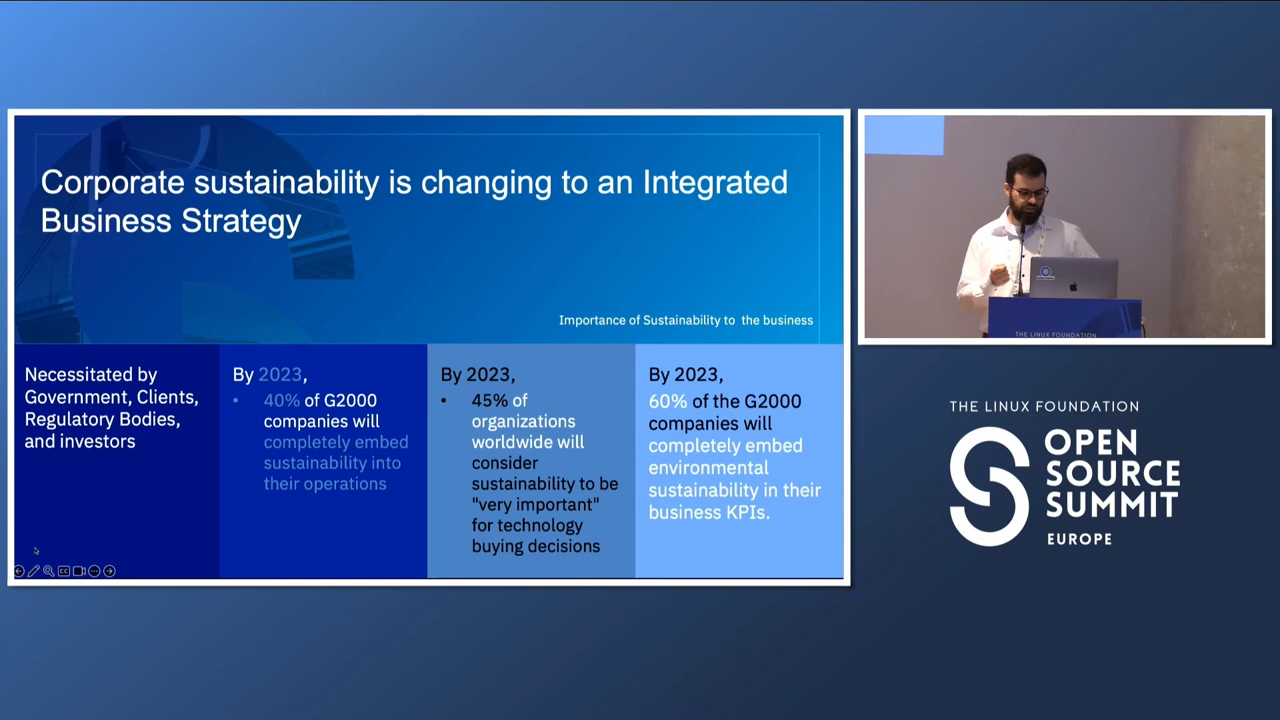 Corporate sustainability is changing to an Integrated
Business Strategy
Importance of Sustainability to the business
Necessitated by
Government, Clients,
Regulatory Bodies,
and investors
By 2023,
• 40% of G2000
companies will
completely embed
sustainability into
their operations
By 2023,
• 45% of
organizations
worldwide will
consider
sustainability to be
"very important"
for technology
buying decisions
By 2023,
60% of the G2000
companies will
completely embed
environmental
sustainability in their
business KPIs.
CC
THE LINUX FOUNDATION
THE LINUX FOUNDATION
OPEN
SOURCE
SUMMIT
EUROPE